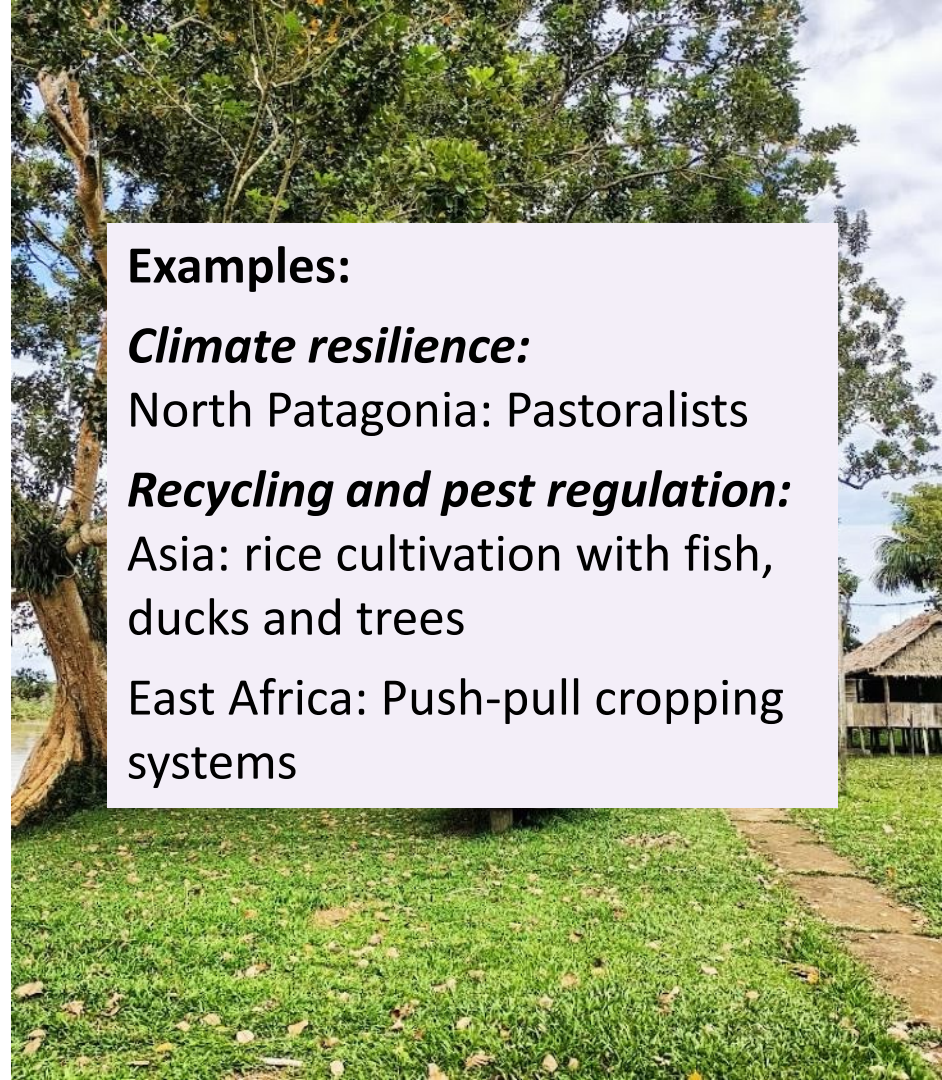 Examples:
Climate resilience:
North Patagonia: Pastoralists
Recycling and pest regulation:
Asia: rice cultivation with fish,
ducks and trees
East Africa: Push-pull cropping
systems